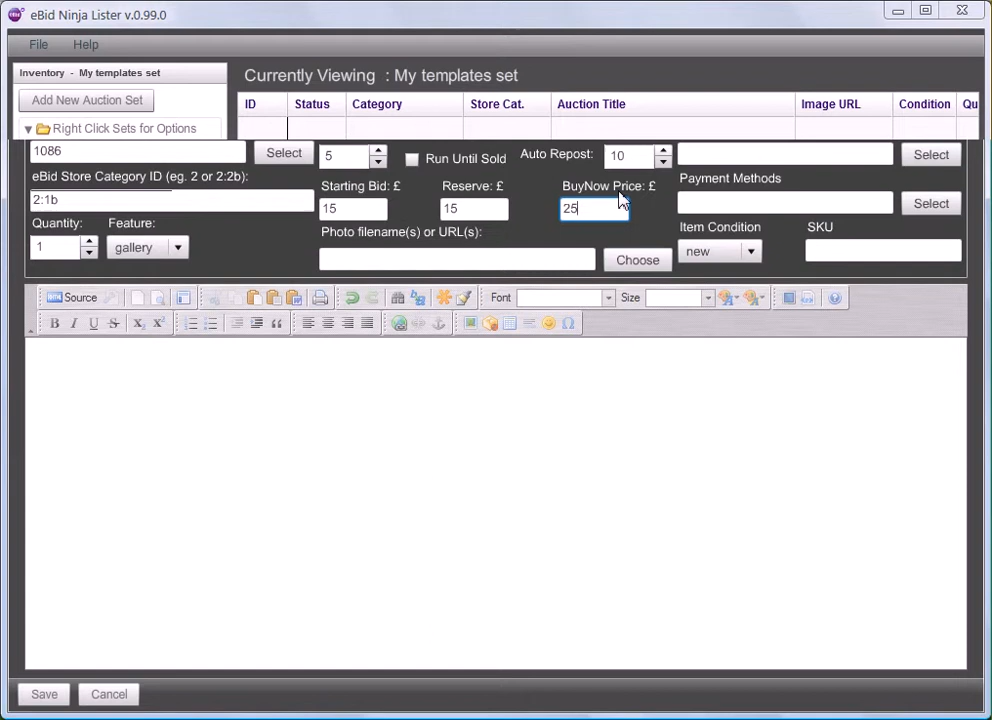 eBid Ninja Lister v.0.99.0
File Help
Inventory - My templates set
Currently Viewing : My templates set
Add New Auction Set
ID Status Category Store Cat. Auction Title Image URL Condition Qu
Right Click Sets for Options
1086 Select 5 Run Until Sold Auto Repost: 10 Select
eBid Store Category ID (eg. 2 or 2:2b): Starting Bid: £ Reserve: £ BuyNow Price: £ Payment Methods
2:1b 15 15 25 Select
Quantity: Feature: Photo filename(s) or URL(s): Item Condition SKU
1 gallery Choose new
Source Font Size
B I U S X₂ X²
Save Cancel